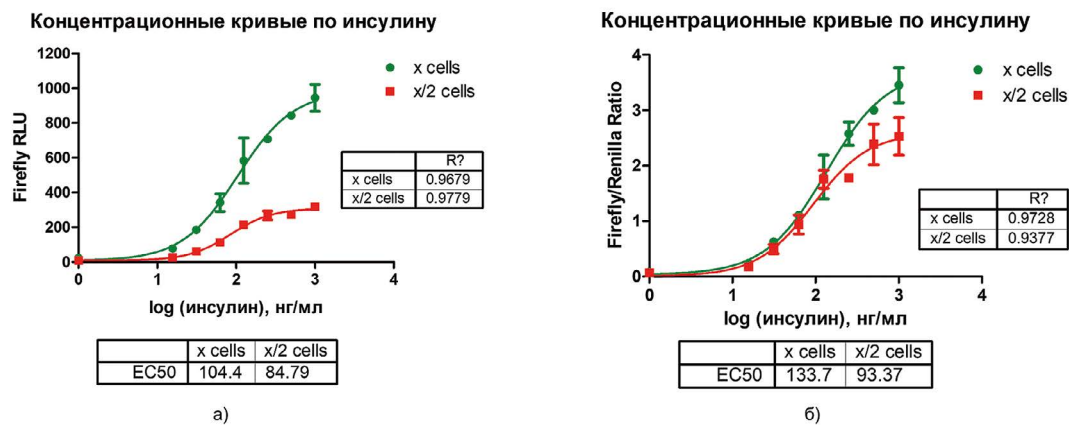 Концентрационные кривые по инсулину
1200
1000
800
600
400
200
0
Firefly RLU
0 1 2 3 4
log (инсулин), нг/мл
x cells
x/2 cells
R?
x cells 0.9679
x/2 cells 0.9779
x cells x/2 cells
EC50 104.4 84.79
а)
Концентрационные кривые по инсулину
4
3
2
1
0
Firefly/Renilla Ratio
0 1 2 3 4
log (инсулин), нг/мл
x cells
x/2 cells
R?
x cells 0.9728
x/2 cells 0.9377
x cells x/2 cells
EC50 133.7 93.37
б)